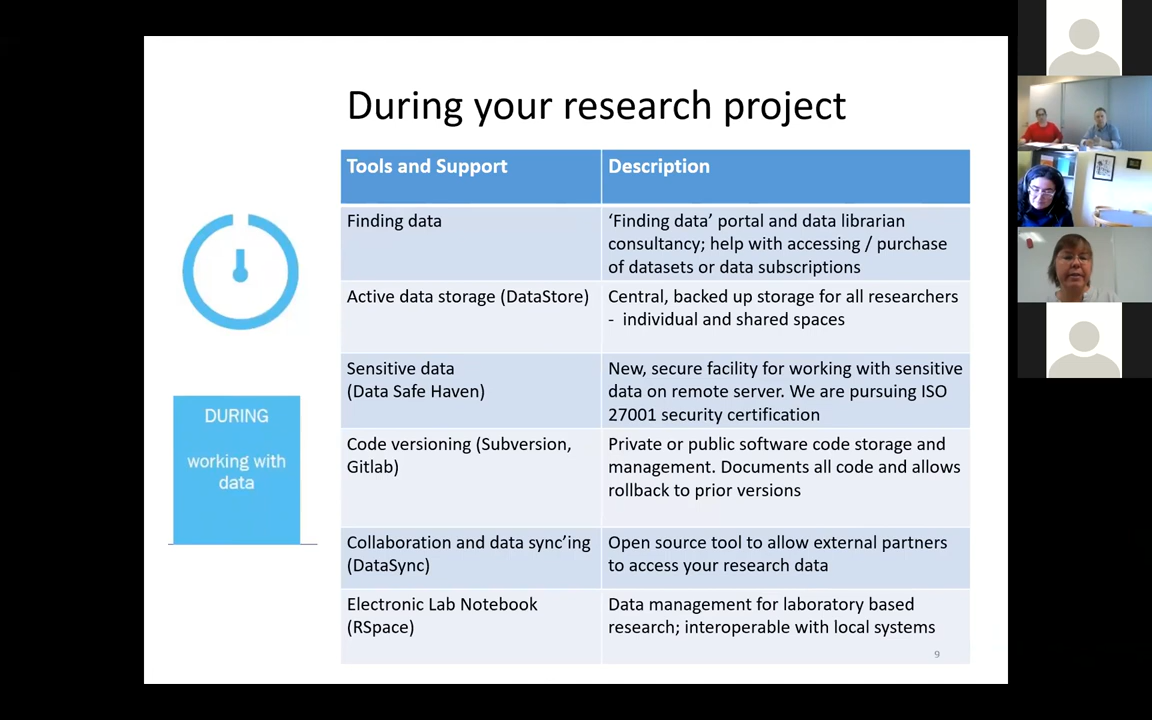 During your research project
Tools and Support
Description
Finding data
‘Finding data’ portal and data librarian
consultancy; help with accessing / purchase
of datasets or data subscriptions
Active data storage (DataStore)
Central, backed up storage for all researchers
- individual and shared spaces
Sensitive data
(Data Safe Haven)
New, secure facility for working with sensitive
data on remote server. We are pursuing ISO
27001 security certification
Code versioning (Subversion,
Gitlab)
Private or public software code storage and
management. Documents all code and allows
rollback to prior versions
Collaboration and data sync’ing
(DataSync)
Open source tool to allow external partners
to access your research data
Electronic Lab Notebook
(RSpace)
Data management for laboratory based
research; interoperable with local systems
DURING
working with
data
9